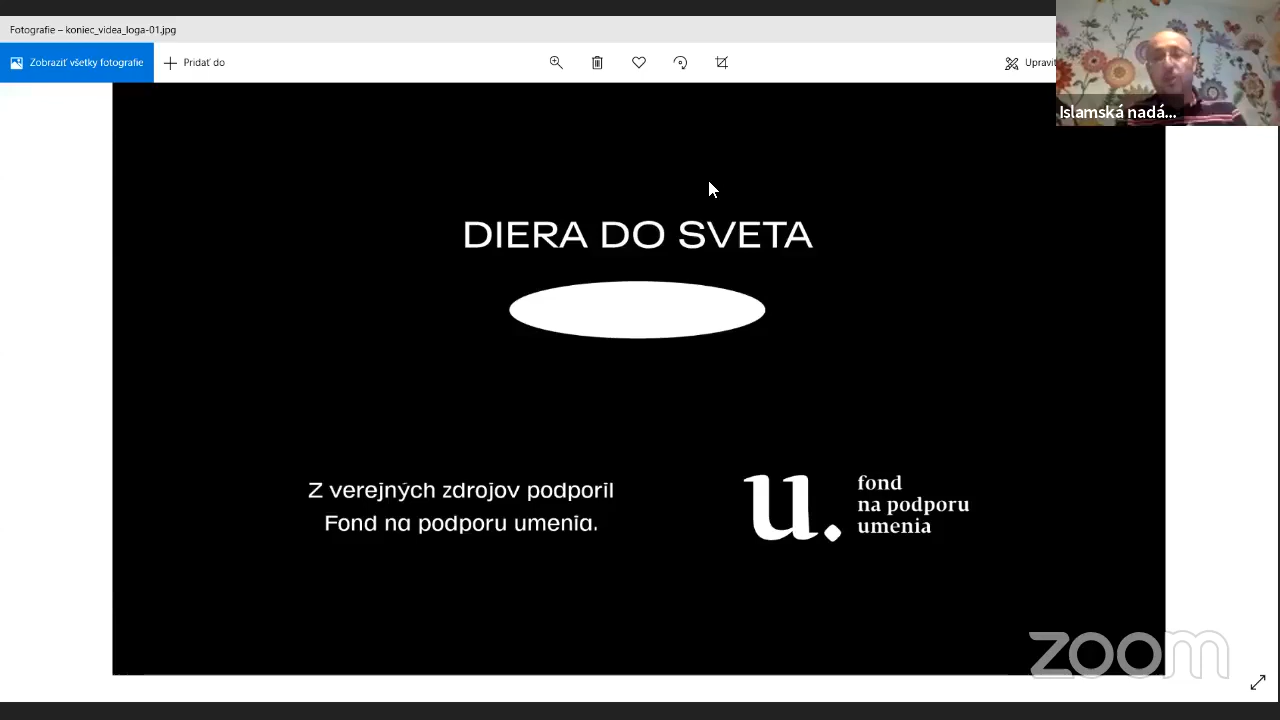 Fotografie – koniec_videa_loga-01.jpg
Zobraziť všetky fotografie
Pridať do
Upraviť
Islamská nadá...
DIERA DO SVETA
Z verejných zdrojov podporil
Fond na podporu umenia.
u.
fond
na podporu
umenia
zoom